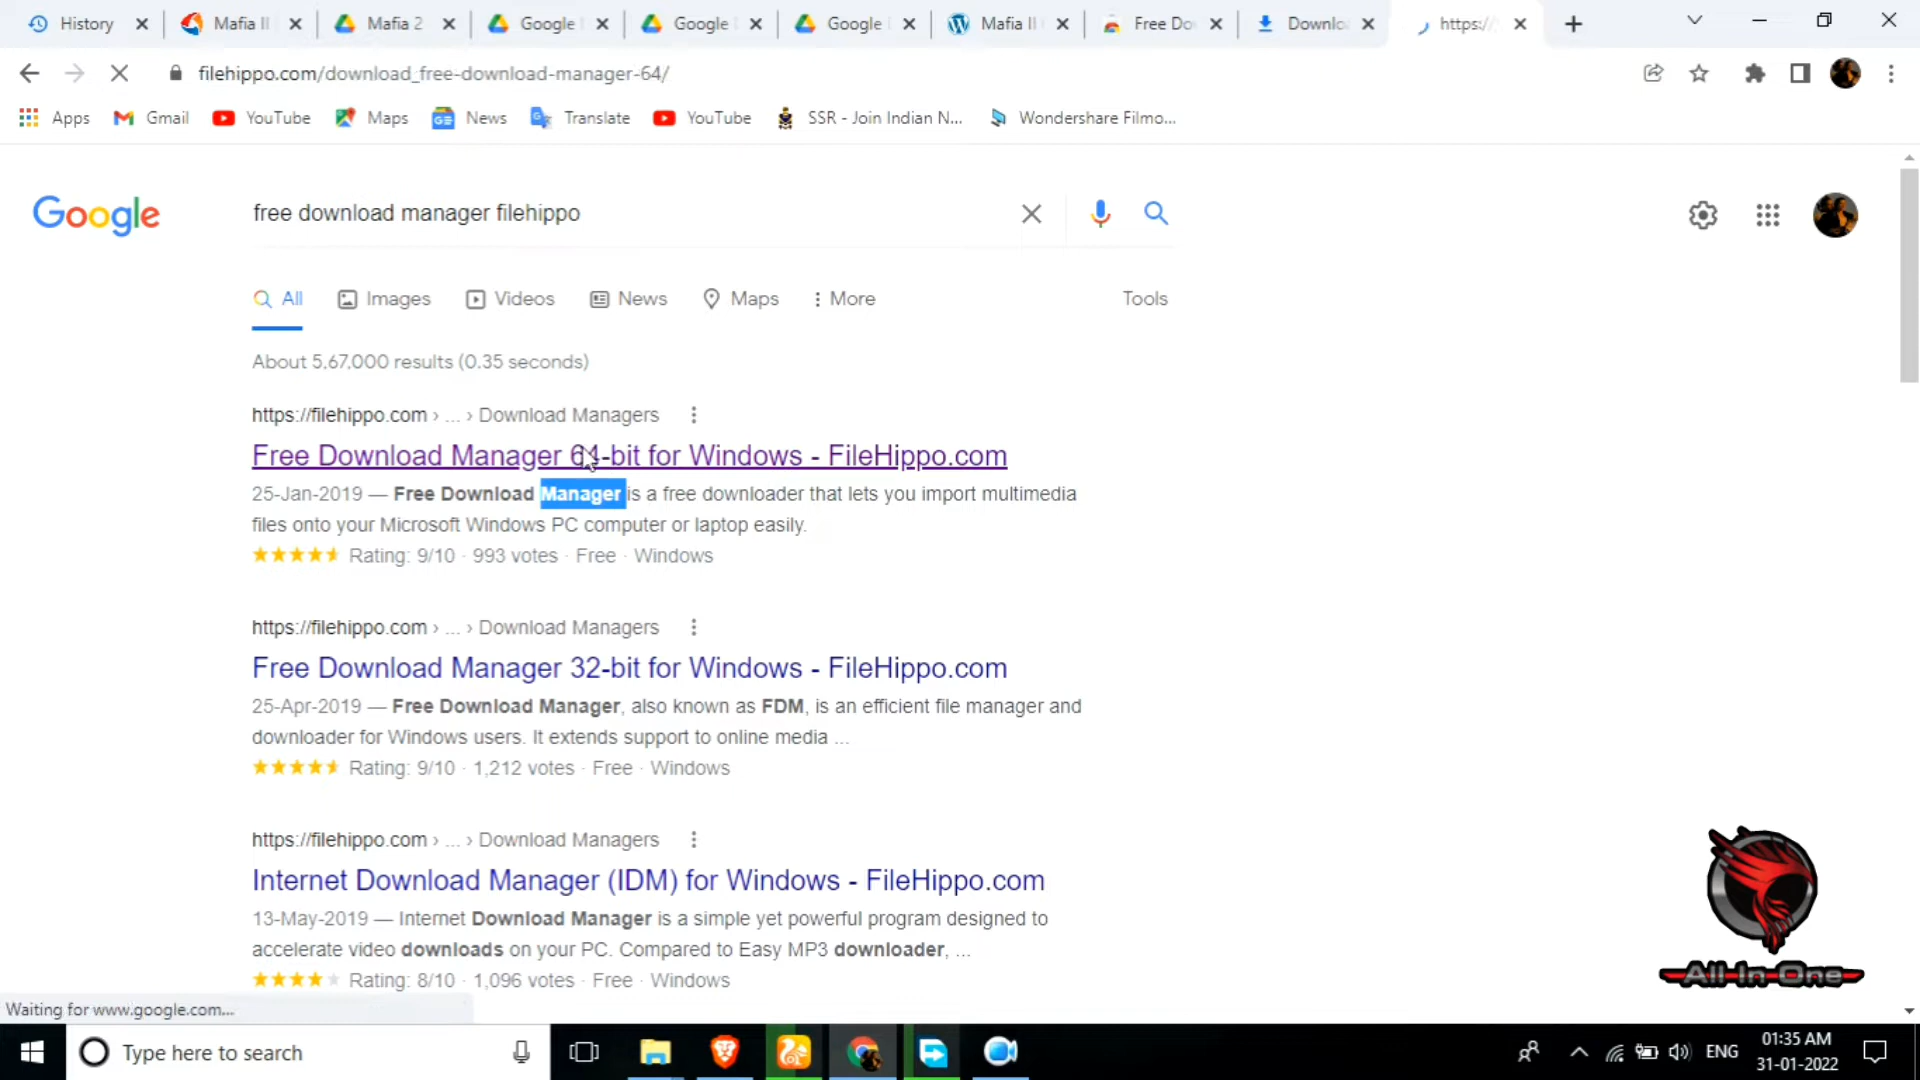 History
Mafia II
Mafia 2
Google
Google
Google
Mafia II
Free Do
Downlo
https://
filehippo.com/download_free-download-manager-64/
Apps
Gmail
YouTube
Maps
News
Translate
YouTube
SSR - Join Indian N...
Wondershare Filmo...
Google
free download manager filehippo
All
Images
Videos
News
Maps
More
Tools
About 5,67,000 results (0.35 seconds)
https://filehippo.com › ... › Download Managers
Free Download Manager 64-bit for Windows - FileHippo.com
25-Jan-2019 — Free Download Manager is a free downloader that lets you import multimedia
files onto your Microsoft Windows PC computer or laptop easily.
Rating: 9/10 · 993 votes · Free · Windows
https://filehippo.com › ... › Download Managers
Free Download Manager 32-bit for Windows - FileHippo.com
25-Apr-2019 — Free Download Manager, also known as FDM, is an efficient file manager and
downloader for Windows users. It extends support to online media ...
Rating: 9/10 · 1,212 votes · Free · Windows
https://filehippo.com › ... › Download Managers
Internet Download Manager (IDM) for Windows - FileHippo.com
13-May-2019 — Internet Download Manager is a simple yet powerful program designed to
accelerate video downloads on your PC. Compared to Easy MP3 downloader, ...
Rating: 8/10 · 1,096 votes · Free · Windows
All-In-One
Waiting for www.google.com...
Type here to search
ENG
01:35 AM
31-01-2022